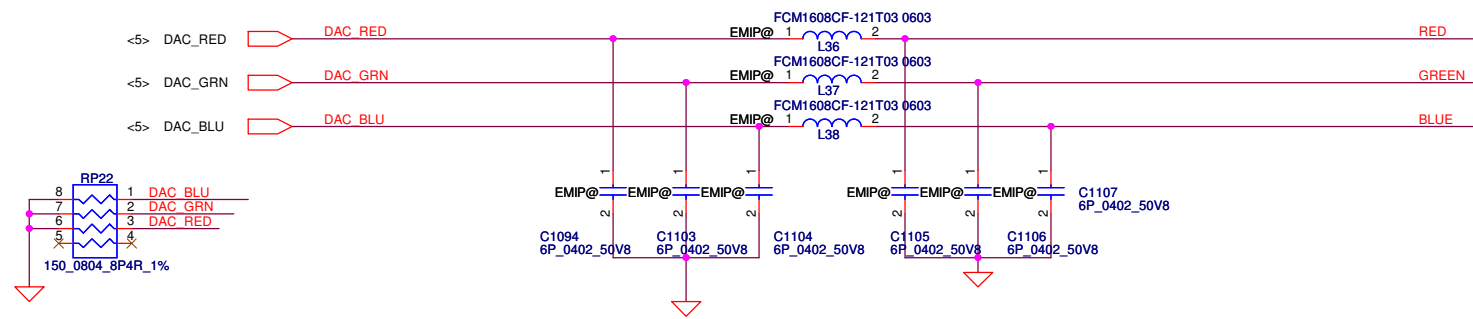 FCM1608CF-121T03 0603
<5> DAC_RED DAC_RED EMIP@ 1 2 RED
L36
FCM1608CF-121T03 0603
<5> DAC_GRN DAC_GRN EMIP@ 1 2 GREEN
L37
FCM1608CF-121T03 0603
<5> DAC_BLU DAC_BLU EMIP@ 1 2 BLUE
L38
RP22
8 1 DAC_BLU
7 2 DAC_GRN
6 3 DAC_RED
5 4
150_0804_8P4R_1%
1 1 1 1 1 1
EMIP@ EMIP@ EMIP@ EMIP@ EMIP@ EMIP@ C1107
6P_0402_50V8
2 2 2 2 2 2
C1094 C1103 C1104 C1105 C1106
6P_0402_50V8 6P_0402_50V8 6P_0402_50V8 6P_0402_50V8 6P_0402_50V8